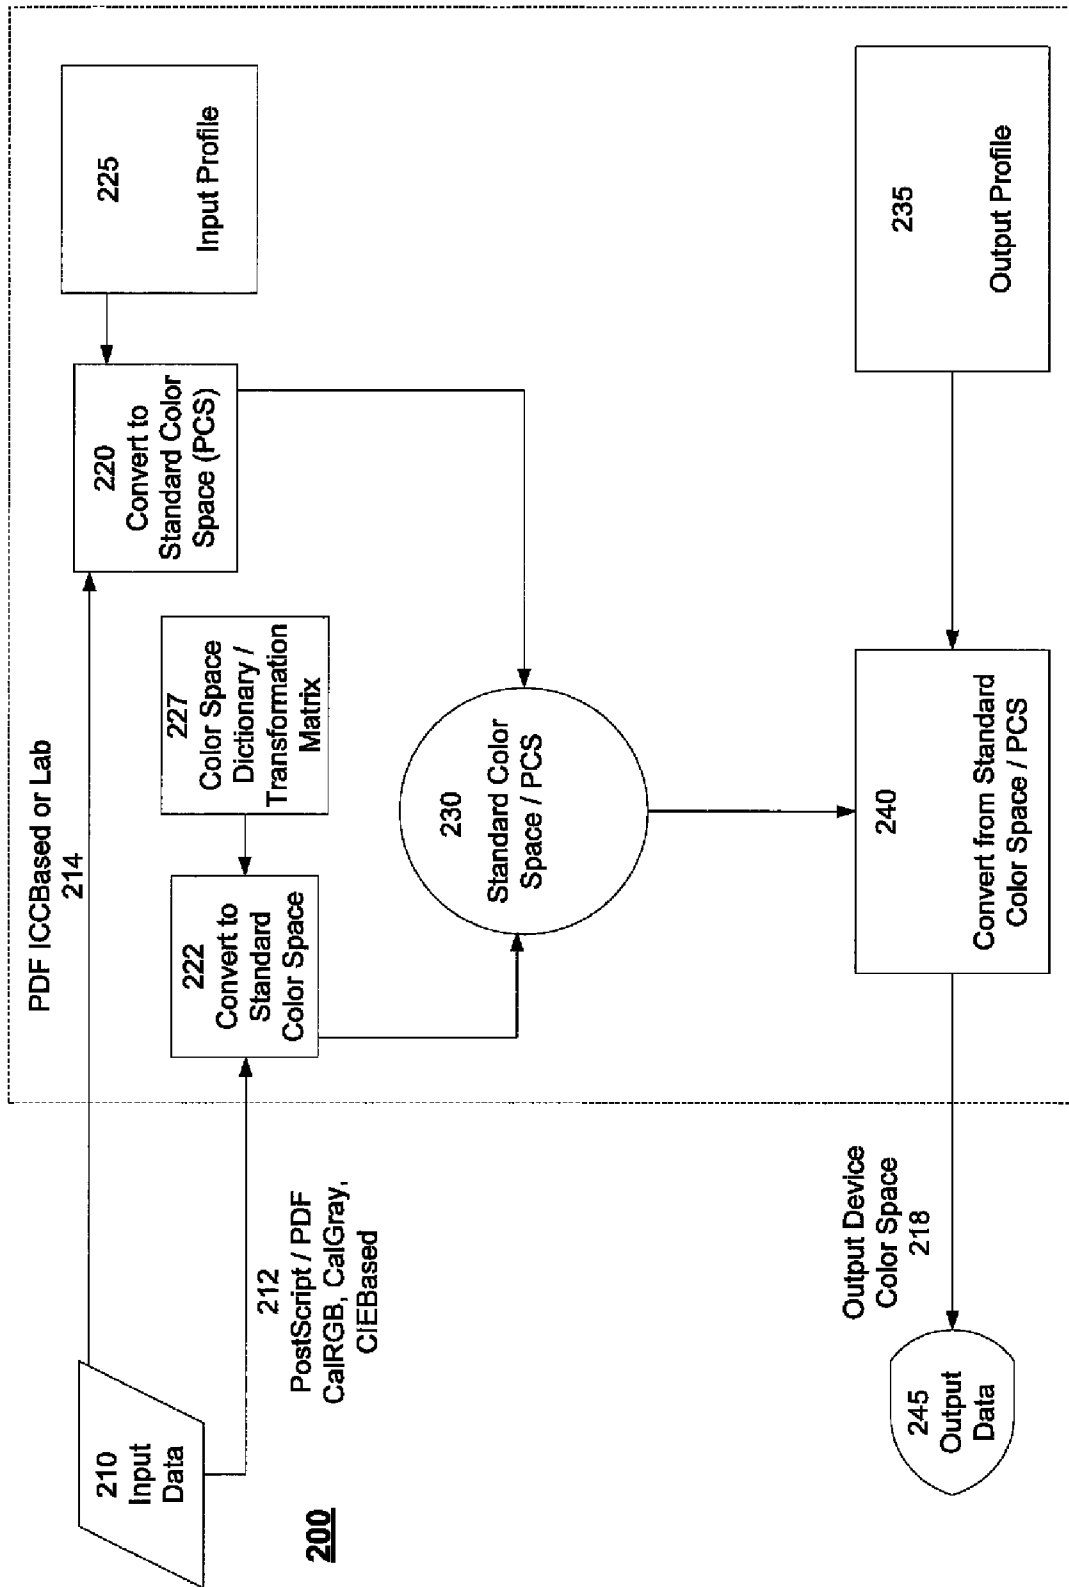 PDF ICCBased or Lab
214
210
Input
Data
212
PostScript / PDF
CalRGB, CalGray,
CIEBased
200
222
Convert to
Standard
Color Space
227
Color Space
Dictionary /
Transformation
Matrix
220
Convert to
Standard Color
Space (PCS)
225
Input Profile
230
Standard Color
Space / PCS
245
Output
Data
Output Device
Color Space
218
240
Convert from Standard
Color Space / PCS
235
Output Profile